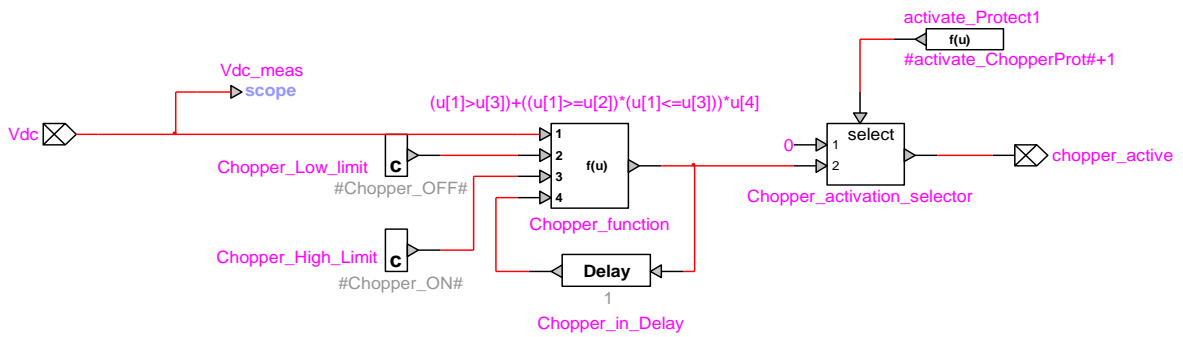 activate_Protect1
f(u)
#activate_ChopperProt#+1
Vdc_meas
scope
(u[1]>u[3])+((u[1]>=u[2])*(u[1]<=u[3]))*u[4]
Vdc
1
2
3
4
f(u)
Chopper_function
c
Chopper_Low_limit
#Chopper_OFF#
c
Chopper_High_Limit
#Chopper_ON#
Delay
1
Chopper_in_Delay
0
select
1
2
Chopper_activation_selector
chopper_active